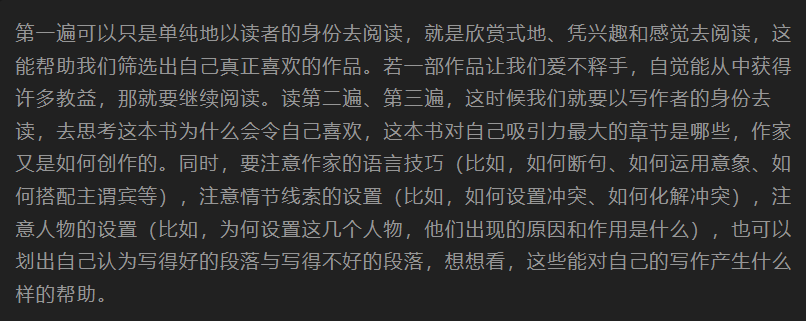 第一遍可以只是单纯地以读者的身份去阅读，就是欣赏式地、凭兴趣和感觉去阅读，这
能帮助我们筛选出自己真正喜欢的作品。若一部作品让我们爱不释手，自觉能从中获得
许多教益，那就要继续阅读。读第二遍、第三遍，这时候我们就要以写作者的身份去
读，去思考这本书为什么会令自己喜欢，这本书对自己吸引力最大的章节是哪些，作家
又是如何创作的。同时，要注意作家的语言技巧（比如，如何断句、如何运用意象、如
何搭配主谓宾等），注意情节线索的设置（比如，如何设置冲突、如何化解冲突），注
意人物的设置（比如，为何设置这几个人物，他们出现的原因和作用是什么），也可以
划出自己认为写得好的段落与写得不好的段落，想想看，这些能对自己的写作产生什么
样的帮助。